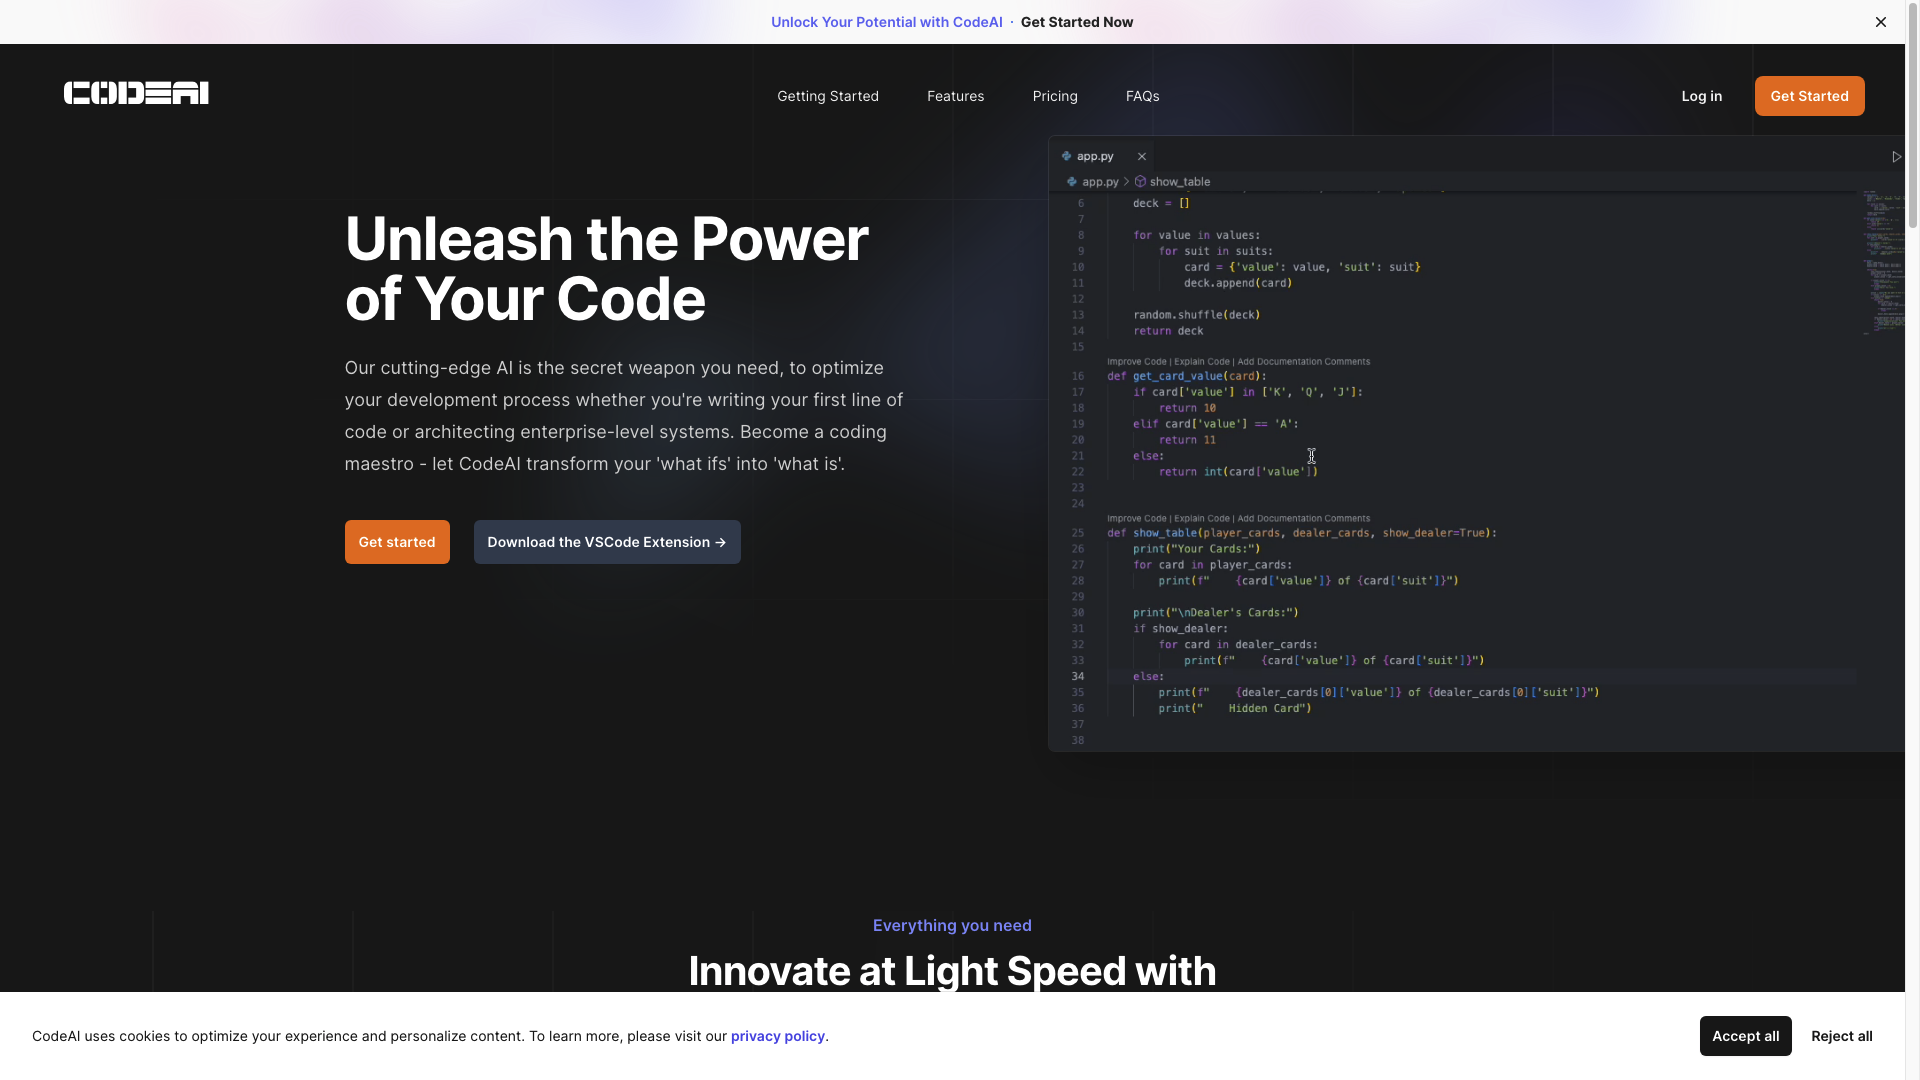 Unlock Your Potential with CodeAI · Get Started Now
CODEAI
Getting Started
Features
Pricing
FAQs
Log in
Get Started
Unleash the Power
of Your Code
Our cutting-edge AI is the secret weapon you need, to optimize
your development process whether you're writing your first line of
code or architecting enterprise-level systems. Become a coding
maestro - let CodeAI transform your 'what ifs' into 'what is'.
Get started
Download the VSCode Extension →
app.py
app.py > show_table
6 deck = []
7
8 for value in values:
9 for suit in suits:
10 card = {'value': value, 'suit': suit}
11 deck.append(card)
12
13 random.shuffle(deck)
14 return deck
15
Improve Code | Explain Code | Add Documentation Comments
16 def get_card_value(card):
17 if card['value'] in ['K', 'Q', 'J']:
18 return 10
19 elif card['value'] == 'A':
20 return 11
21 else:
22 return int(card['value'])
23
24
Improve Code | Explain Code | Add Documentation Comments
25 def show_table(player_cards, dealer_cards, show_dealer=True):
26 print("Your Cards:")
27 for card in player_cards:
28 print(f"    {card['value']} of {card['suit']}")
29
30 print("\nDealer's Cards:")
31 if show_dealer:
32 for card in dealer_cards:
33 print(f"    {card['value']} of {card['suit']}")
34 else:
35 print(f"    {dealer_cards[0]['value']} of {dealer_cards[0]['suit']}")
36 print("    Hidden Card")
37
38
Everything you need
Innovate at Light Speed with
CodeAI uses cookies to optimize your experience and personalize content. To learn more, please visit our privacy policy.
Accept all
Reject all